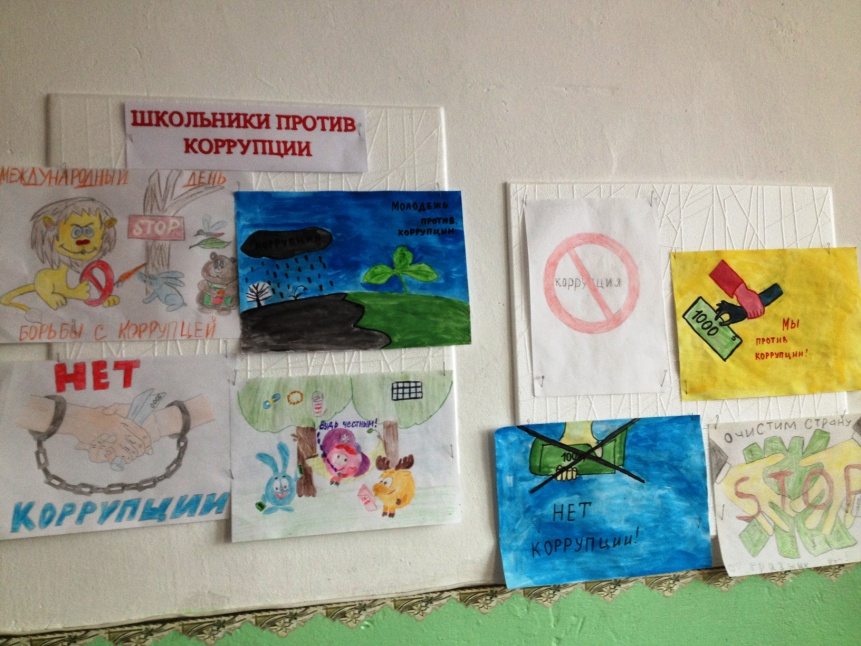 ШКОЛЬНИКИ ПРОТИВ
КОРРУПЦИИ
МЕЖДУНАРОДНЫЙ ДЕНЬ
STOP
БОРЬБЫ С КОРРУПЦЕЙ
МОЛОДЕЖЬ
ПРОТИВ
КОРРУПЦИИ
КОРРУПЦИЯ
НЕТ
КОРРУПЦИИ
Будь честным!
коррупция
1000
МЫ
ПРОТИВ
КОРРУПЦИИ!
НЕТ
КОРРУПЦИИ!
ОЧИСТИМ СТРАНУ
STOP